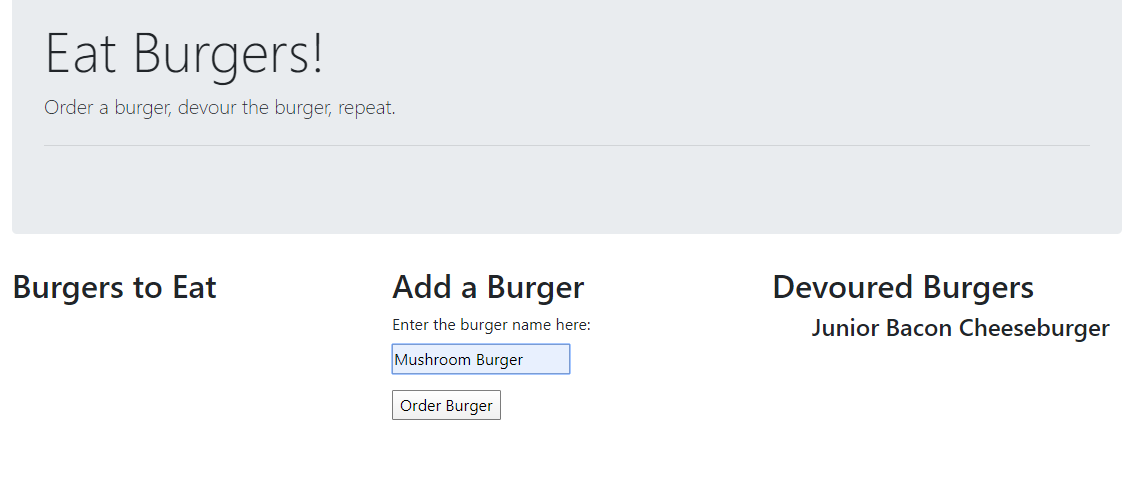 Eat Burgers!
Order a burger, devour the burger, repeat.
Burgers to Eat
Add a Burger
Enter the burger name here:
Mushroom Burger
Order Burger
Devoured Burgers
Junior Bacon Cheeseburger